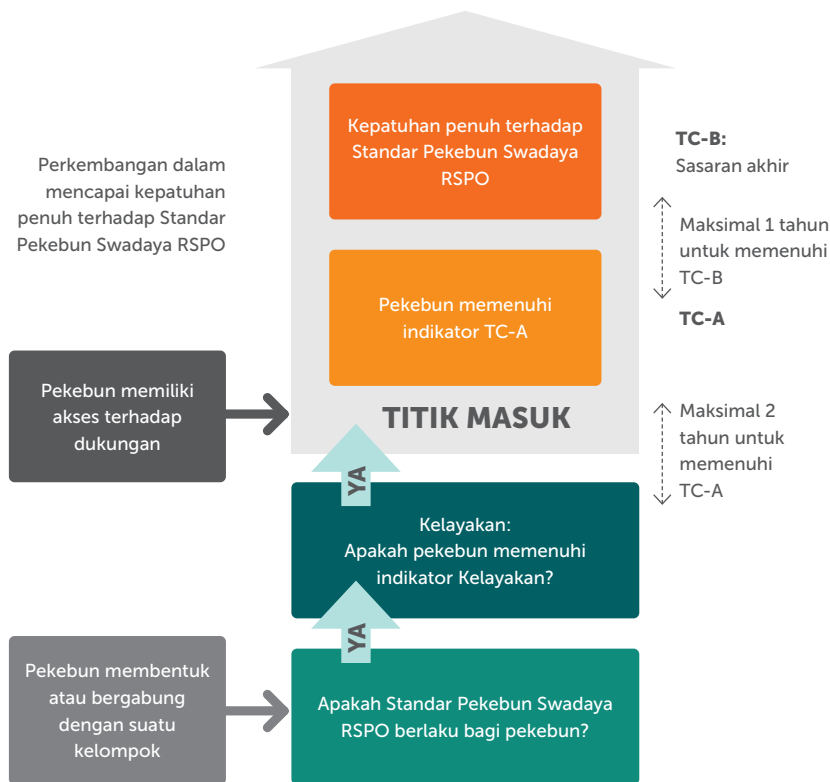 Kepatuhan penuh terhadap
Standar Pekebun Swadaya
RSPO
TC-B:
Sasaran akhir
Perkembangan dalam
mencapai kepatuhan
penuh terhadap Standar
Pekebun Swadaya RSPO
Maksimal 1 tahun
untuk memenuhi
TC-B
Pekebun memenuhi
indikator TC-A
TC-A
Pekebun memiliki
akses terhadap
dukungan
TITIK MASUK
Maksimal 2
tahun untuk
memenuhi
TC-A
YA
Kelayakan:
Apakah pekebun memenuhi
indikator Kelayakan?
YA
Pekebun membentuk
atau bergabung
dengan suatu
kelompok
Apakah Standar Pekebun Swadaya
RSPO berlaku bagi pekebun?